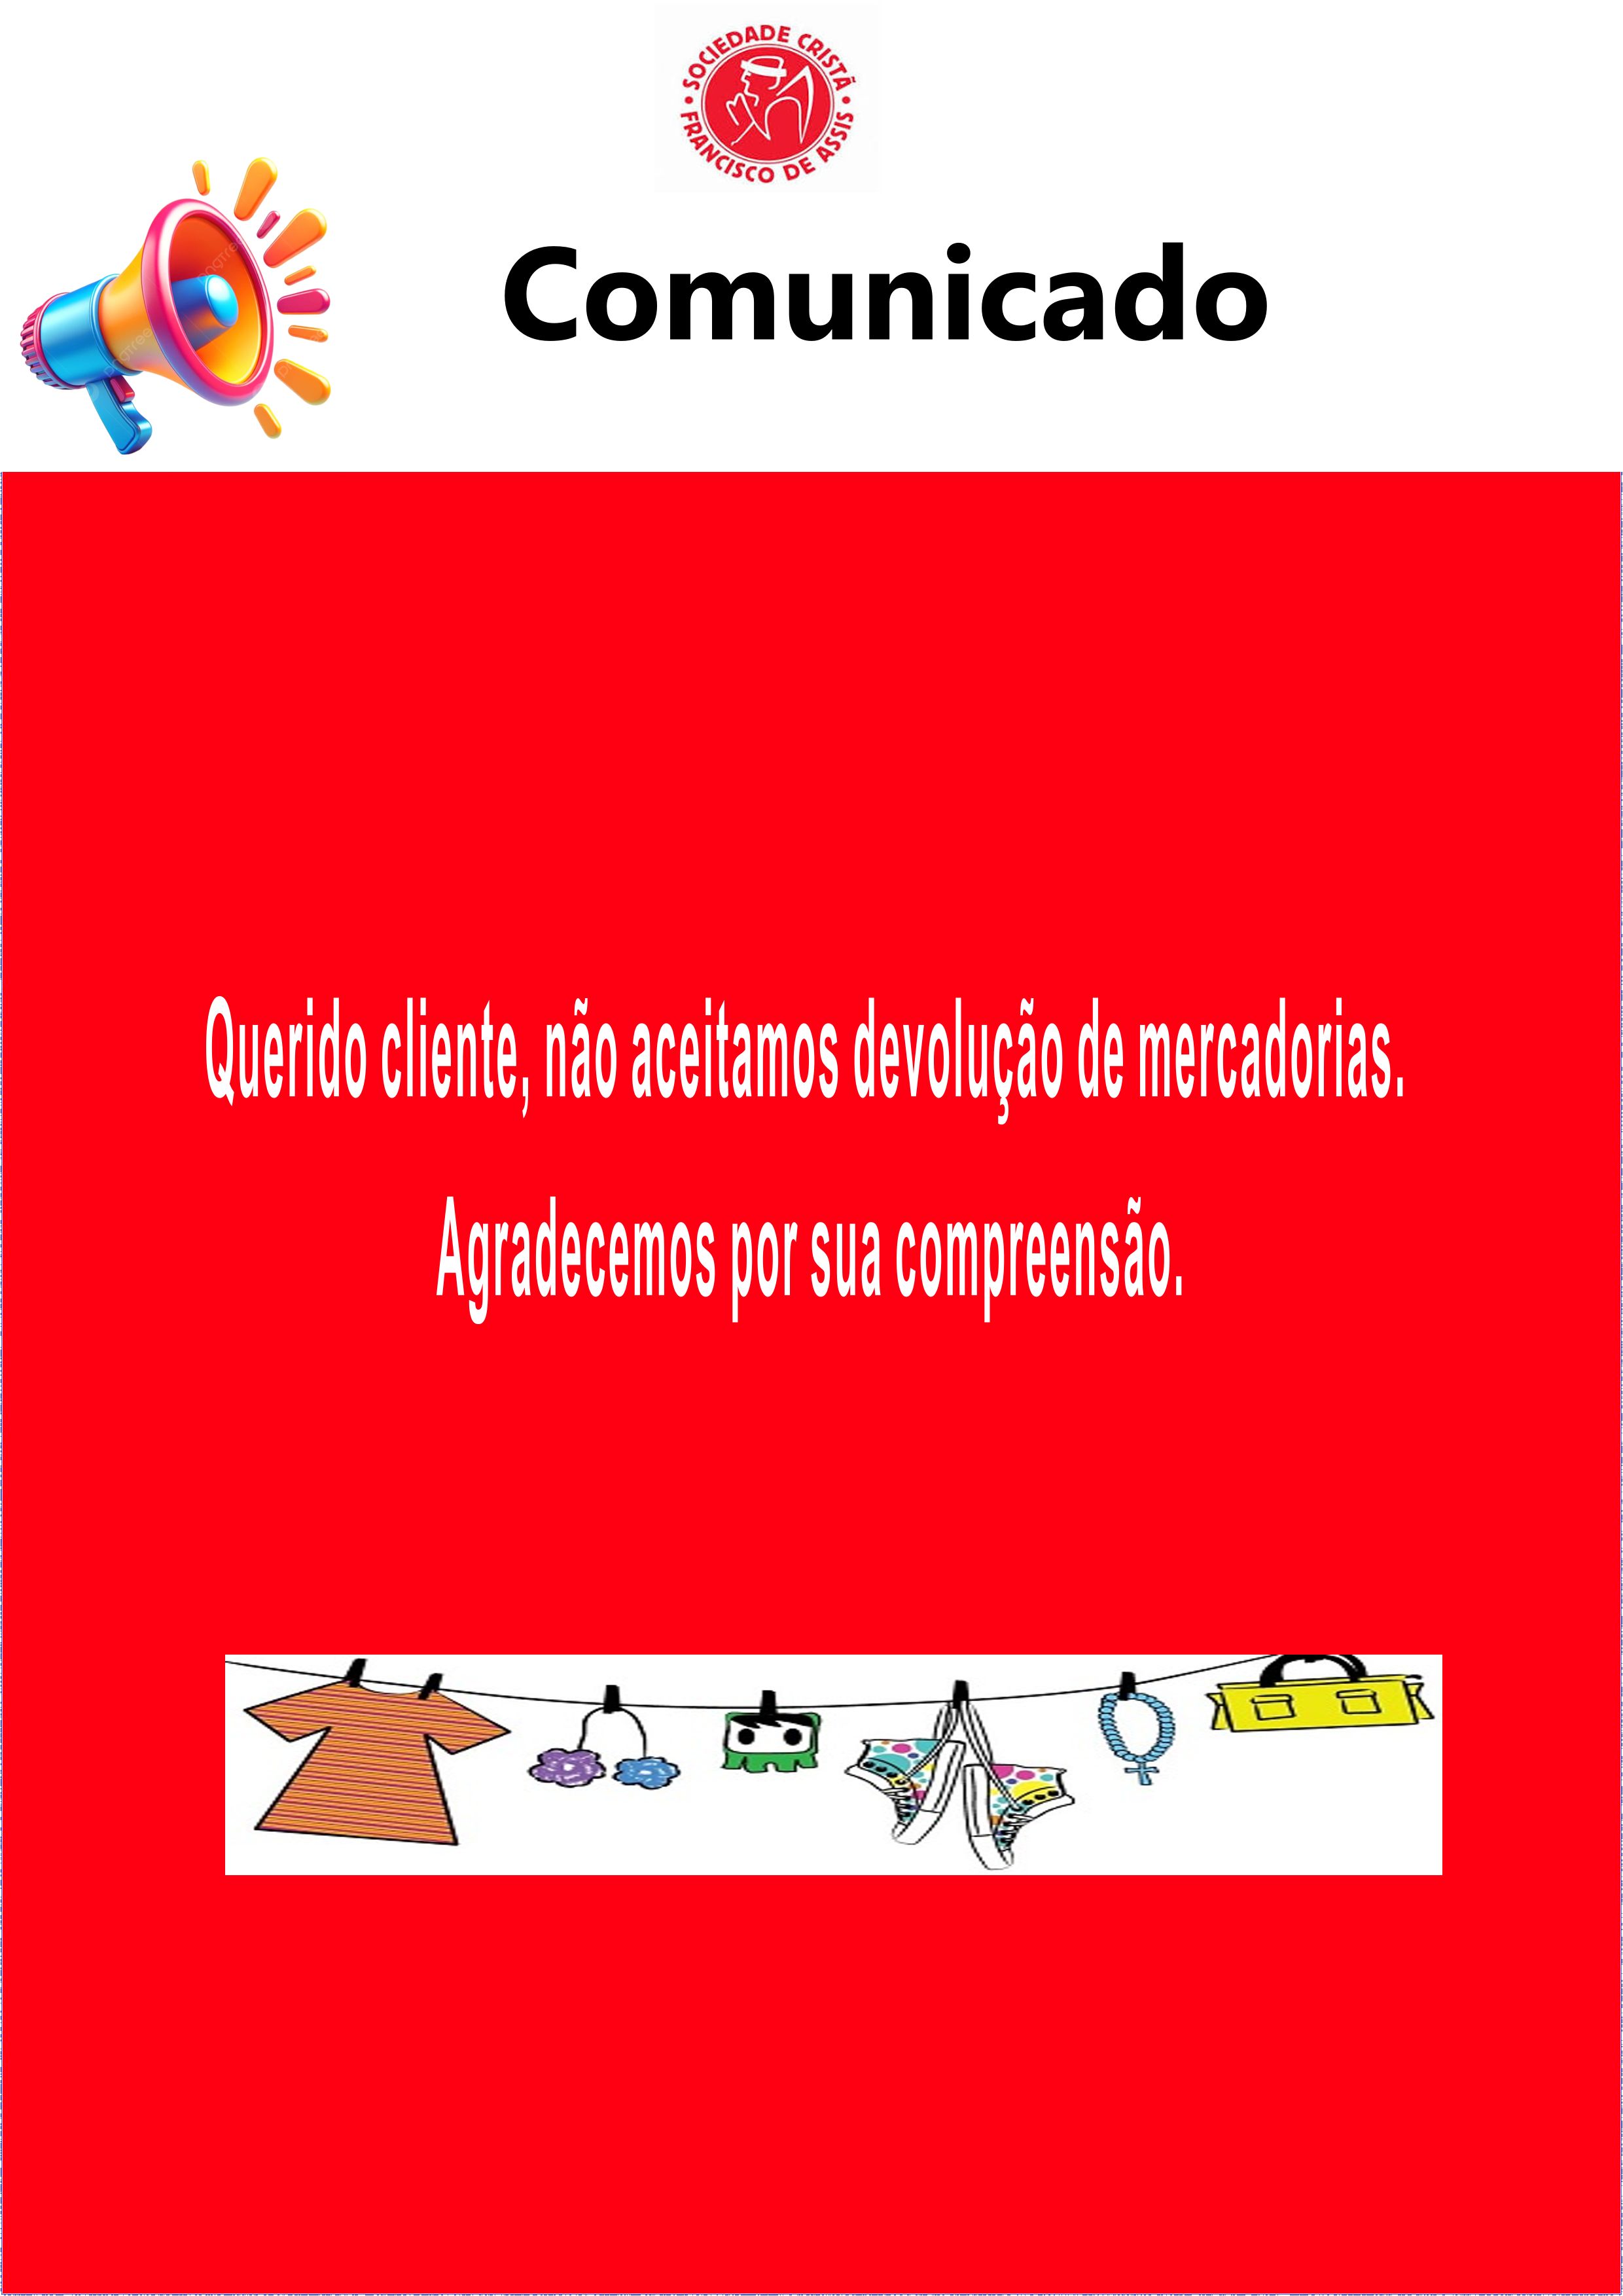 SOCIEDADE CRISTÃ
FRANCISCO DE ASSIS
Comunicado
Querido cliente, não aceitamos devolução de mercadorias.
Agradecemos por sua compreensão.